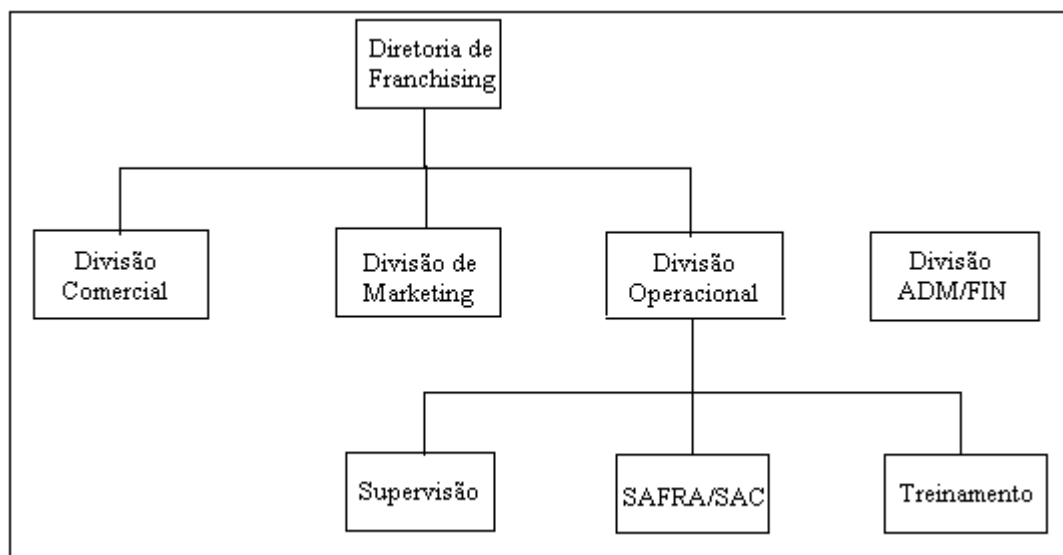 Diretoria de
Franchising
Divisão
Comercial
Divisão de
Marketing
Divisão
Operacional
Divisão
ADM/FIN
Supervisão
SAFRA/SAC
Treinamento